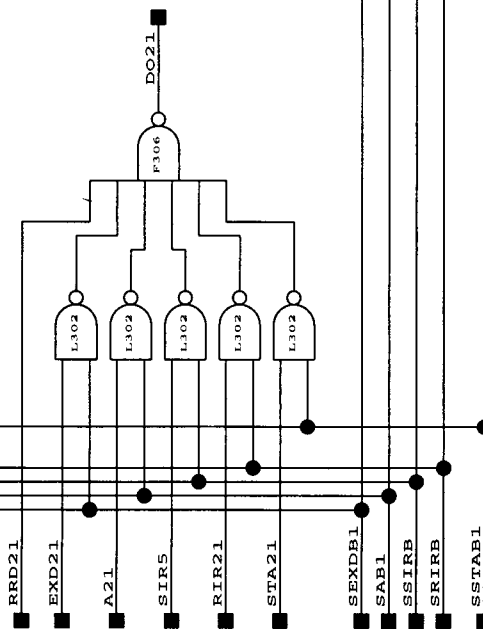 DO21
F306
L302
L302
L302
L302
L302
RRD21
EXD21
A21
SIR5
RIR21
STA21
SEXDB1
SAB1
SSIRB
SRIRB
SSTAB1